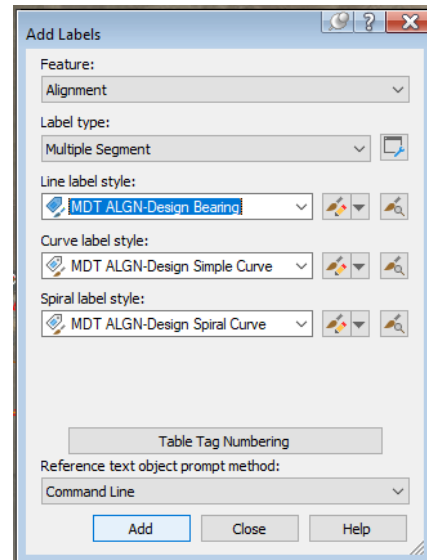 Add Labels
Feature:
Alignment
Label type:
Multiple Segment
Line label style:
MDT ALGN-Design Bearing
Curve label style:
MDT ALGN-Design Simple Curve
Spiral label style:
MDT ALGN-Design Spiral Curve
Table Tag Numbering
Reference text object prompt method:
Command Line
Add Close Help